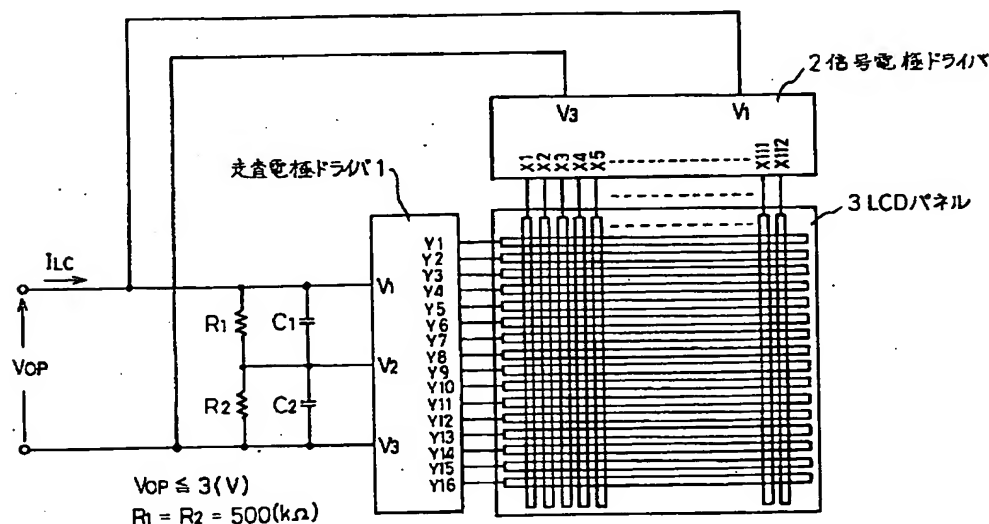 2信号電極ドライバ
V3
V1
X1
X2
X3
X4
X5
X111
X112
走査電極ドライバ1
3 LCDパネル
ILC
VOP
R1
C1
R2
C2
V1
V2
V3
Y1
Y2
Y3
Y4
Y5
Y6
Y7
Y8
Y9
Y10
Y11
Y12
Y13
Y14
Y15
Y16
VOP ≦ 3(V)
R1 = R2 = 500(kΩ)